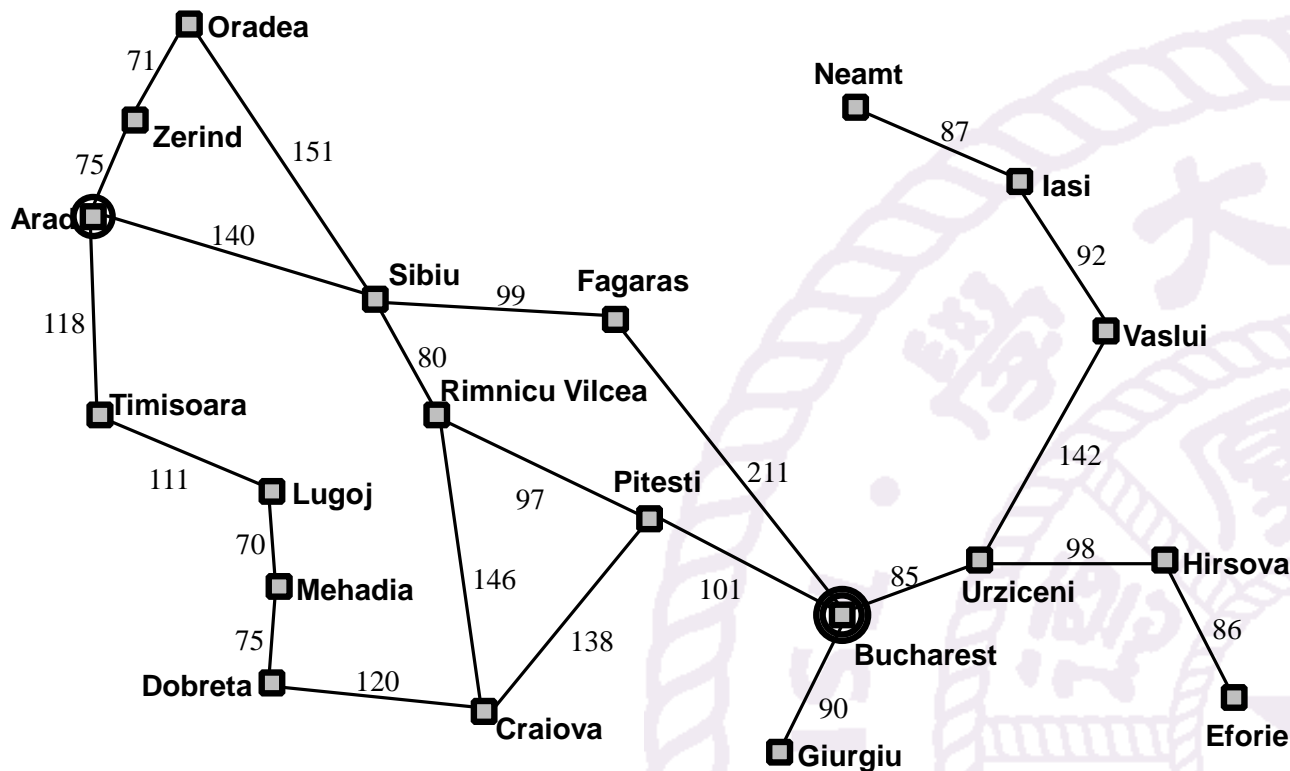 Oradea
71
Neamt
87
Zerind
151
75
Iasi
Arad
140
92
Sibiu
Fagaras
99
118
Vaslui
80
Rimnicu Vilcea
Timisoara
142
211
111
Pitesti
97
Lugoj
70
98
Hirsova
146
101
85
Urziceni
Mehadia
138
86
75
Bucharest
Dobreta
120
90
Craiova
Eforie
Giurgiu
大
學